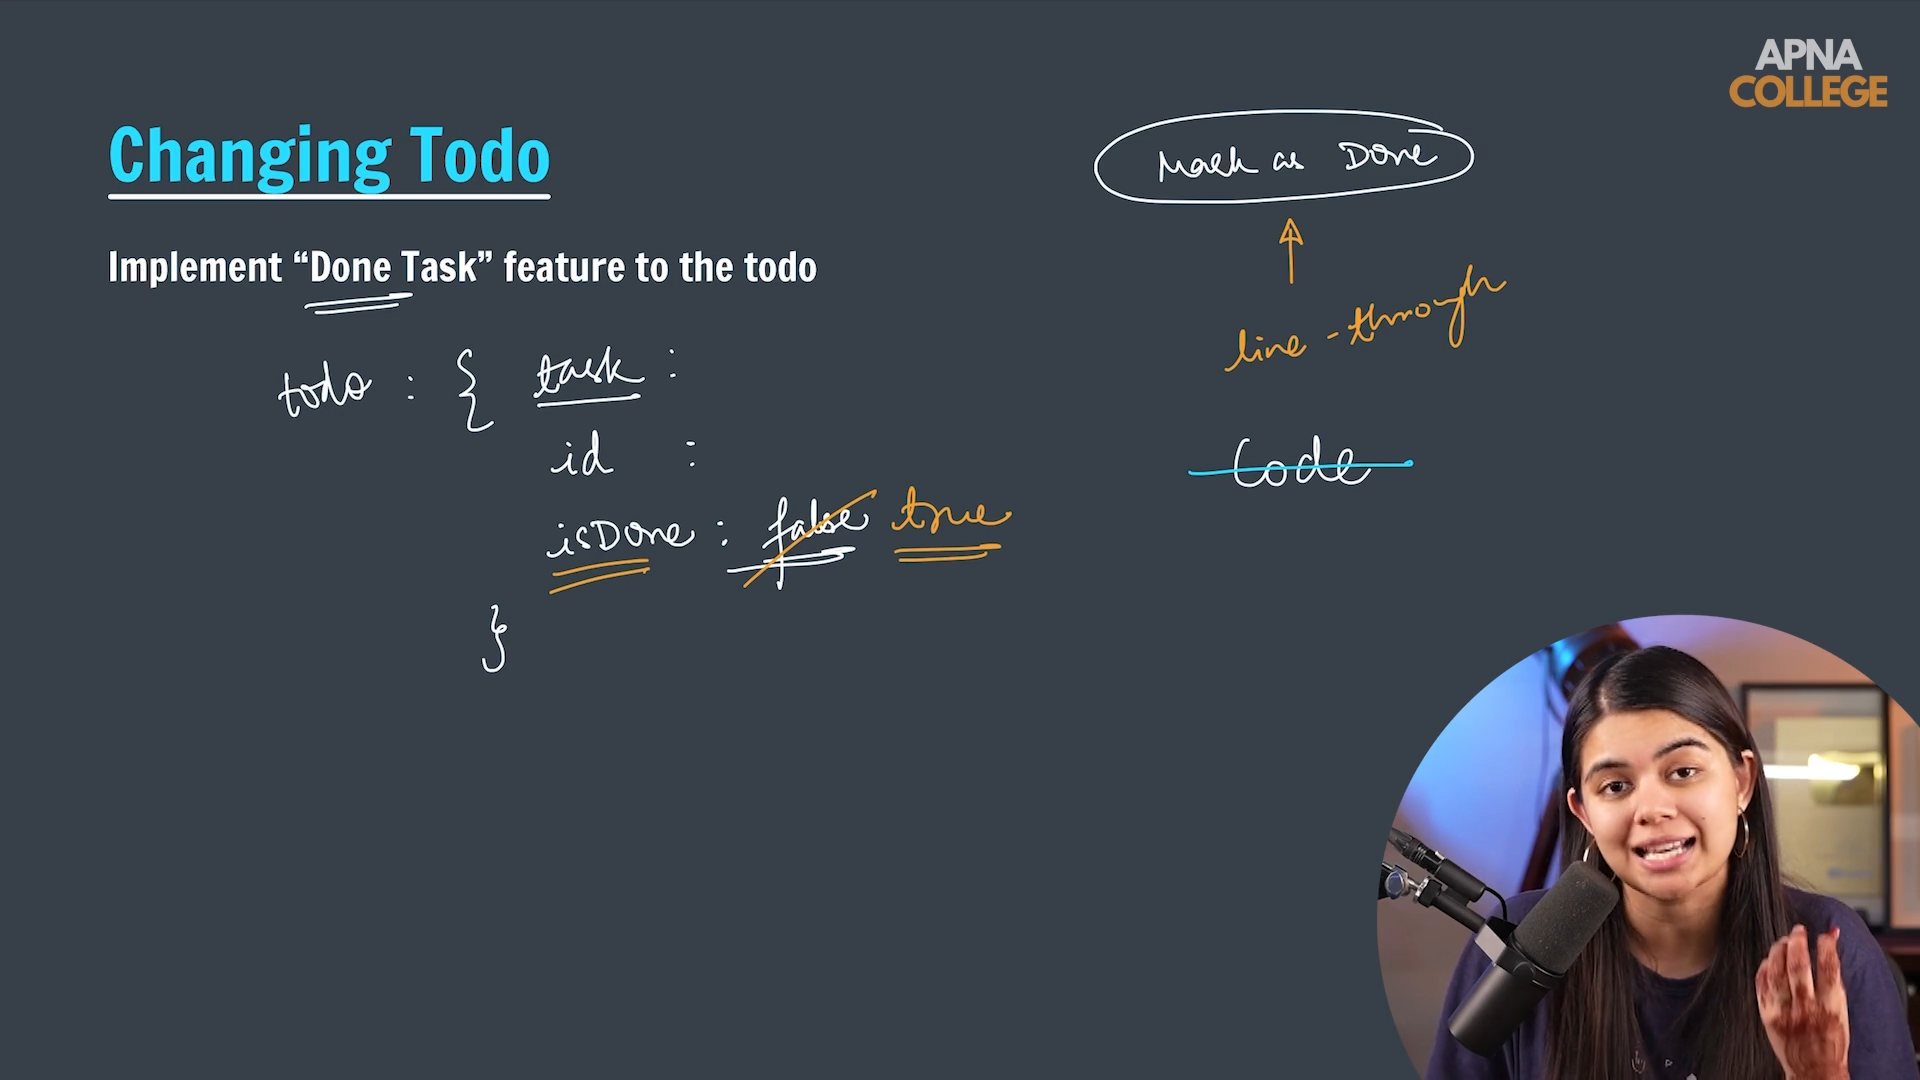 APNA
COLLEGE
Changing Todo
Mark as Done
Implement “Done Task” feature to the todo
line-through
todo : { task :
id :
Code
isDone : false true
}